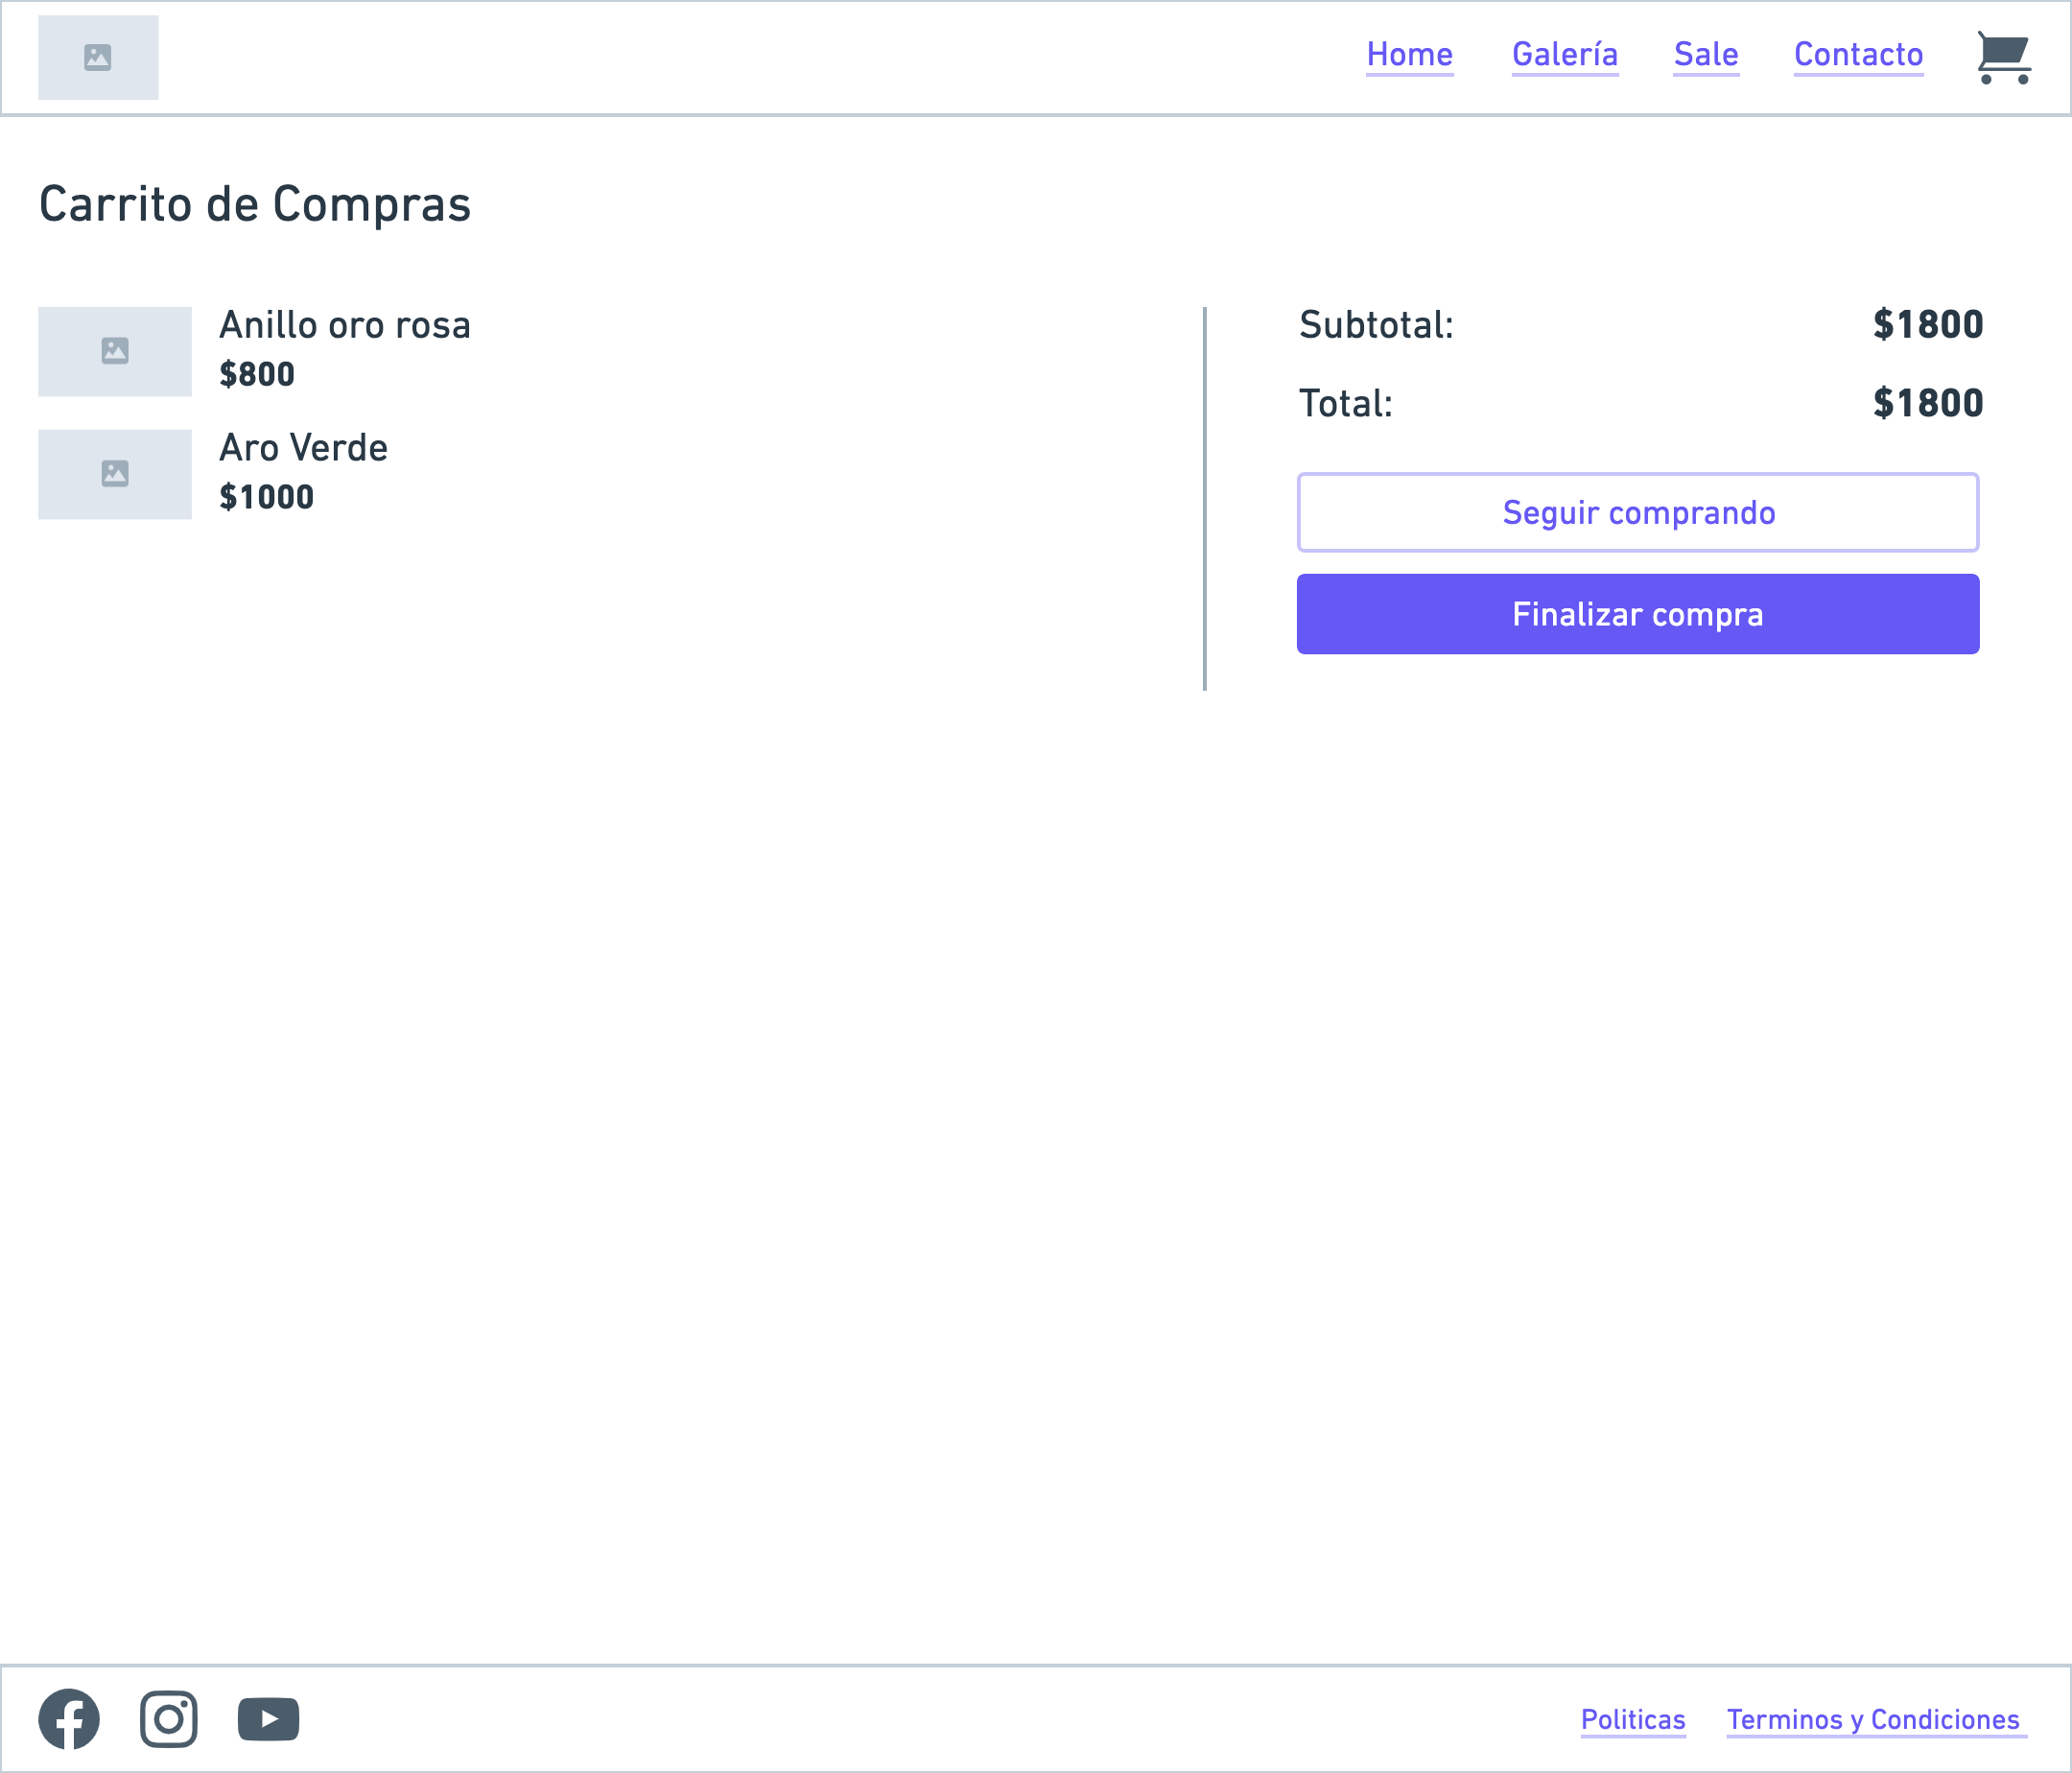 Home Galería Sale Contacto
Carrito de Compras
Anillo oro rosa
$800
Aro Verde
$1000
Subtotal: $1800
Total: $1800
Seguir comprando
Finalizar compra
Politicas Terminos y Condiciones